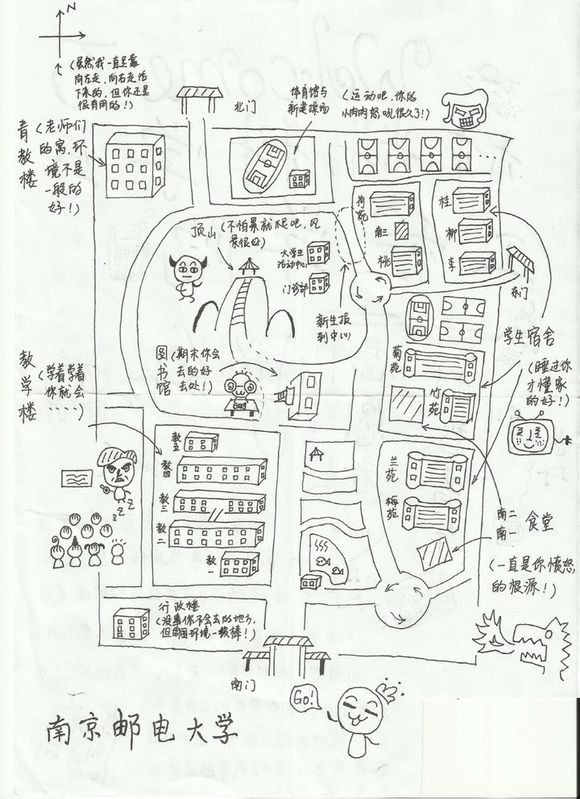 N
(虽然我一直是靠
向左走、向右走活
下来的,但你还是
很有用的!)
北门
体育馆与
新建操场
(运动吧,你的
小肉肉怒吼很久了!)
青教楼
(老师们
的窝,环
境不是
一般的
好!)
顶山
(不怕累就爬吧,风
景很好)
大学生
活动中心
门诊部
荷苑
南三
桃
桂
柳
李
东门
新生报
到中心
图书馆
(期末你会
去的好
去处!)
菊苑
竹苑
学生宿舍
(睡过你
才懂家
的好!)
教学楼
(学着学着
你就会
····)
教五
教四
教三
教二
教一
兰苑
梅苑
南二
南一
食堂
(一直是你愤怒
的根源!)
行政楼
(没事你不会去的地方,
但周围环境一级棒!)
南门
Go!
南京邮电大学